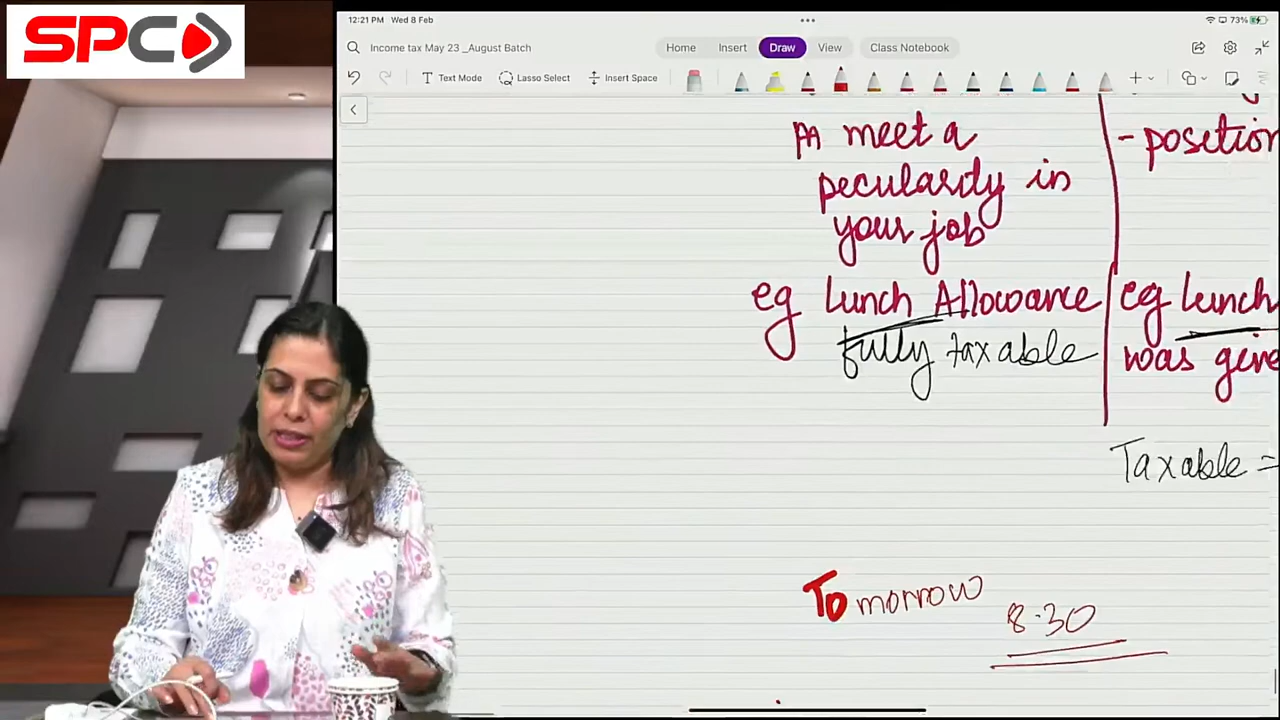 SPC
12:21 PM Wed 8 Feb
73%
Income tax May 23 _August Batch
Home Insert Draw View Class Notebook
Text Mode Lasso Select Insert Space
meet a
peculardy in
your job
eg Lunch Allowance
fully taxable
- position
eg lunch
was give
Taxable =
Tomorrow
8.30